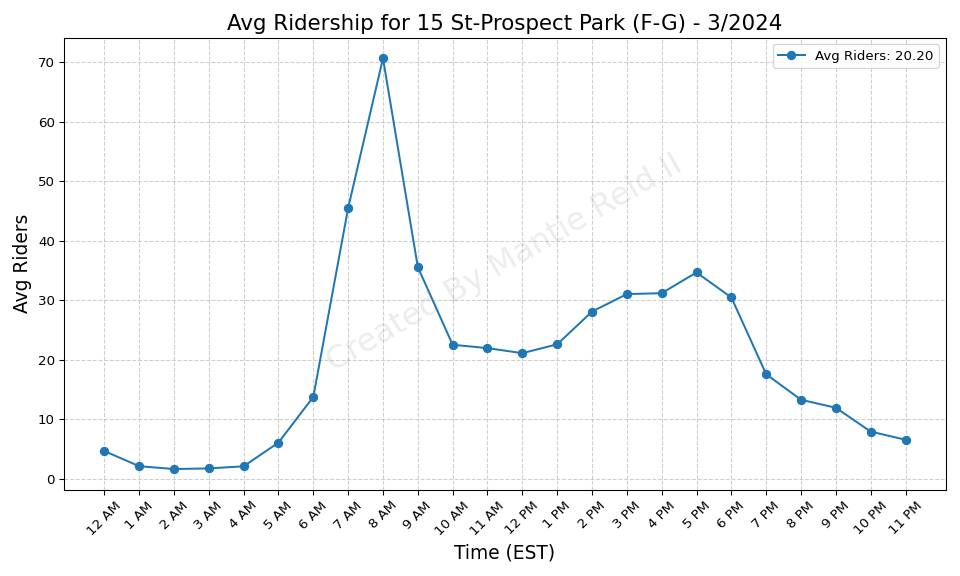 Avg Ridership for 15 St-Prospect Park (F-G) - 3/2024
Avg Riders: 20.20
Avg Riders
70
60
50
40
30
20
10
0
Created By Mantie Reid II
12 AM
1 AM
2 AM
3 AM
4 AM
5 AM
6 AM
7 AM
8 AM
9 AM
10 AM
11 AM
12 PM
1 PM
2 PM
3 PM
4 PM
5 PM
6 PM
7 PM
8 PM
9 PM
10 PM
11 PM
Time (EST)